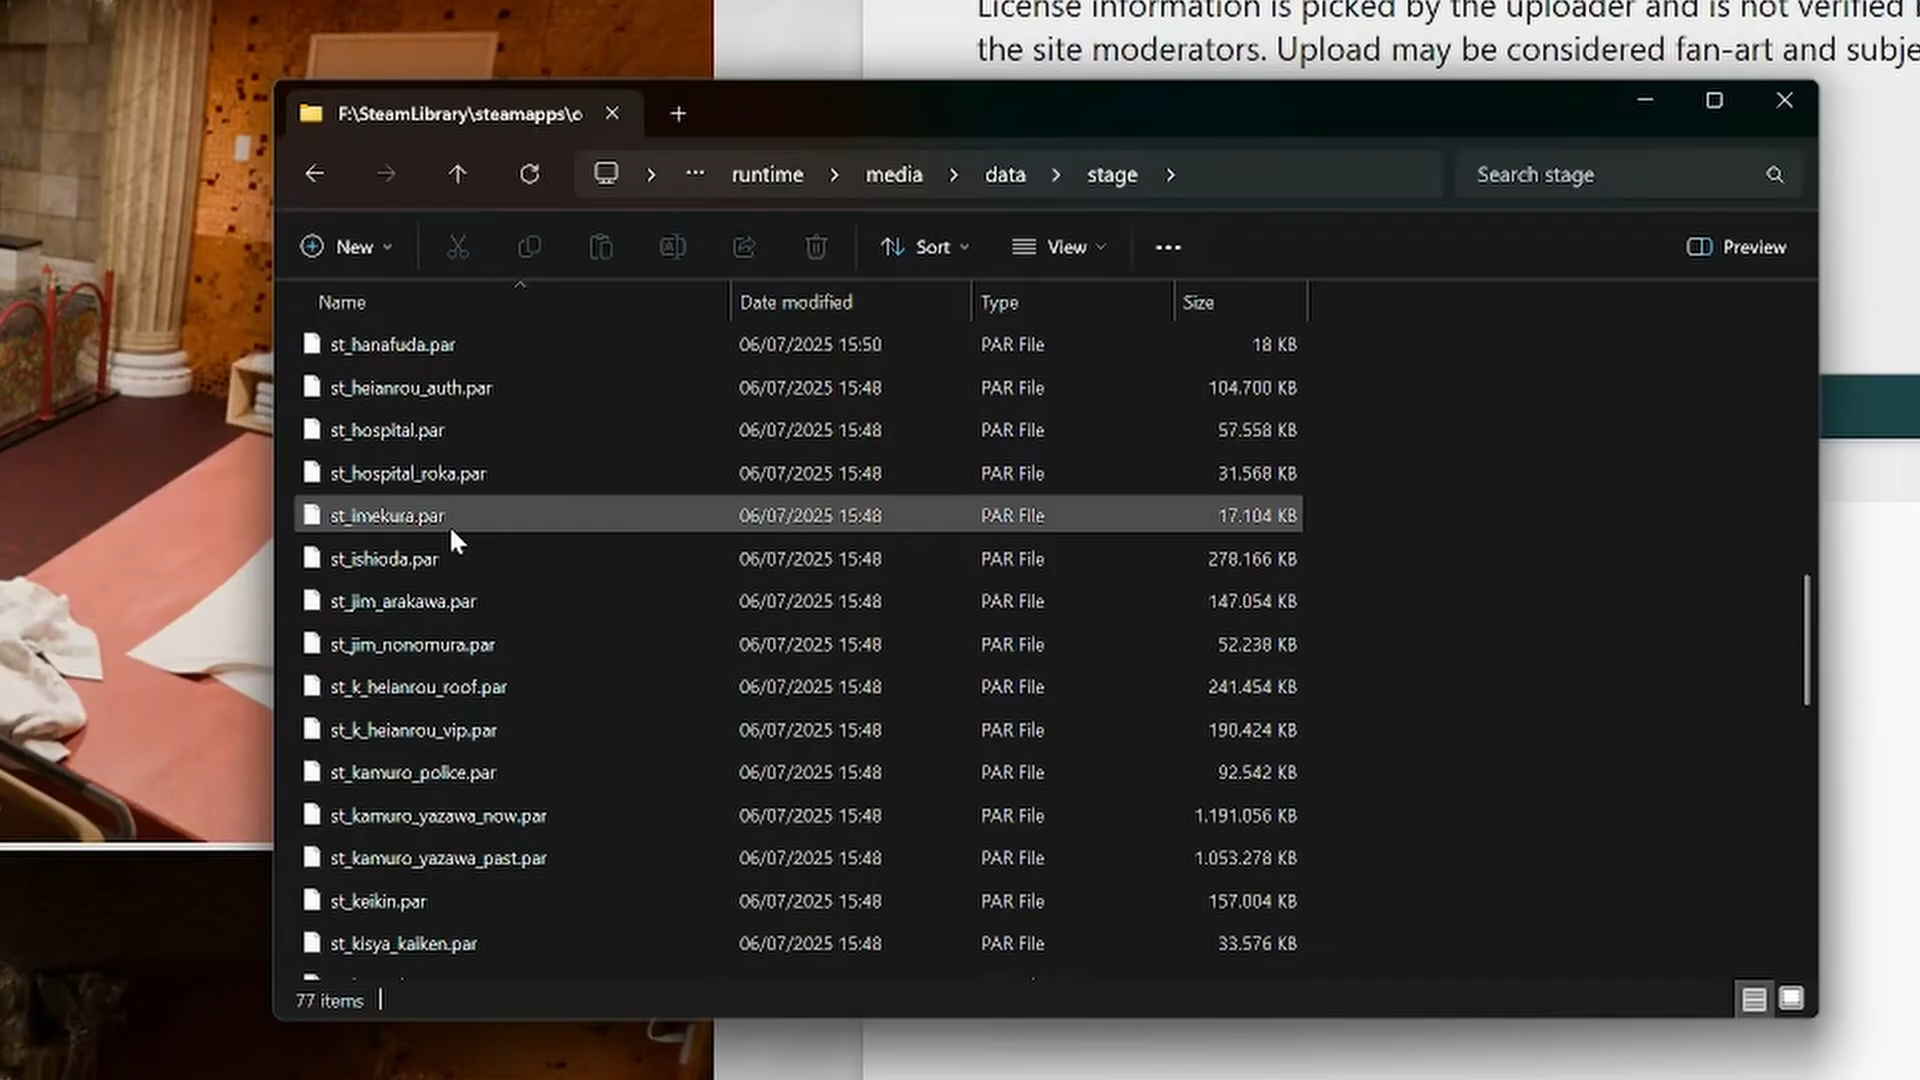 License information is picked by the uploader and is not verified
the site moderators. Upload may be considered fan-art and subje
F:\SteamLibrary\steamapps\c
runtime > media > data > stage >
Search stage
New
Sort
View
Preview
Name Date modified Type Size
st_hanafuda.par 06/07/2025 15:50 PAR File 18 KB
st_heianrou_auth.par 06/07/2025 15:48 PAR File 104.700 KB
st_hospital.par 06/07/2025 15:48 PAR File 57.558 KB
st_hospital_roka.par 06/07/2025 15:48 PAR File 31.568 KB
st_imekura.par 06/07/2025 15:48 PAR File 17.104 KB
st_ishioda.par 06/07/2025 15:48 PAR File 278.166 KB
st_jim_arakawa.par 06/07/2025 15:48 PAR File 147.054 KB
st_jim_nonomura.par 06/07/2025 15:48 PAR File 52.238 KB
st_k_heianrou_roof.par 06/07/2025 15:48 PAR File 241.454 KB
st_k_heianrou_vip.par 06/07/2025 15:48 PAR File 190.424 KB
st_kamuro_police.par 06/07/2025 15:48 PAR File 92.542 KB
st_kamuro_yazawa_now.par 06/07/2025 15:48 PAR File 1.191.056 KB
st_kamuro_yazawa_past.par 06/07/2025 15:48 PAR File 1.053.278 KB
st_keikin.par 06/07/2025 15:48 PAR File 157.004 KB
st_kisya_kaiken.par 06/07/2025 15:48 PAR File 33.576 KB
77 items